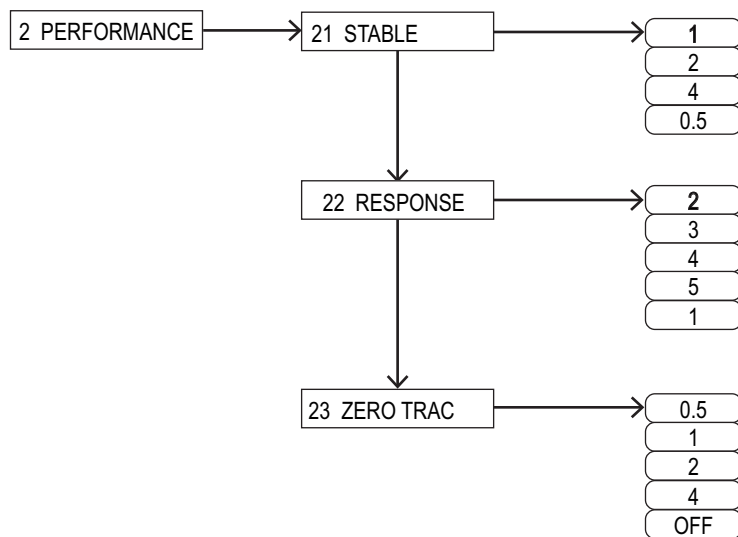 2 PERFORMANCE
21 STABLE
1
2
4
0.5
22 RESPONSE
2
3
4
5
1
23 ZERO TRAC
0.5
1
2
4
OFF